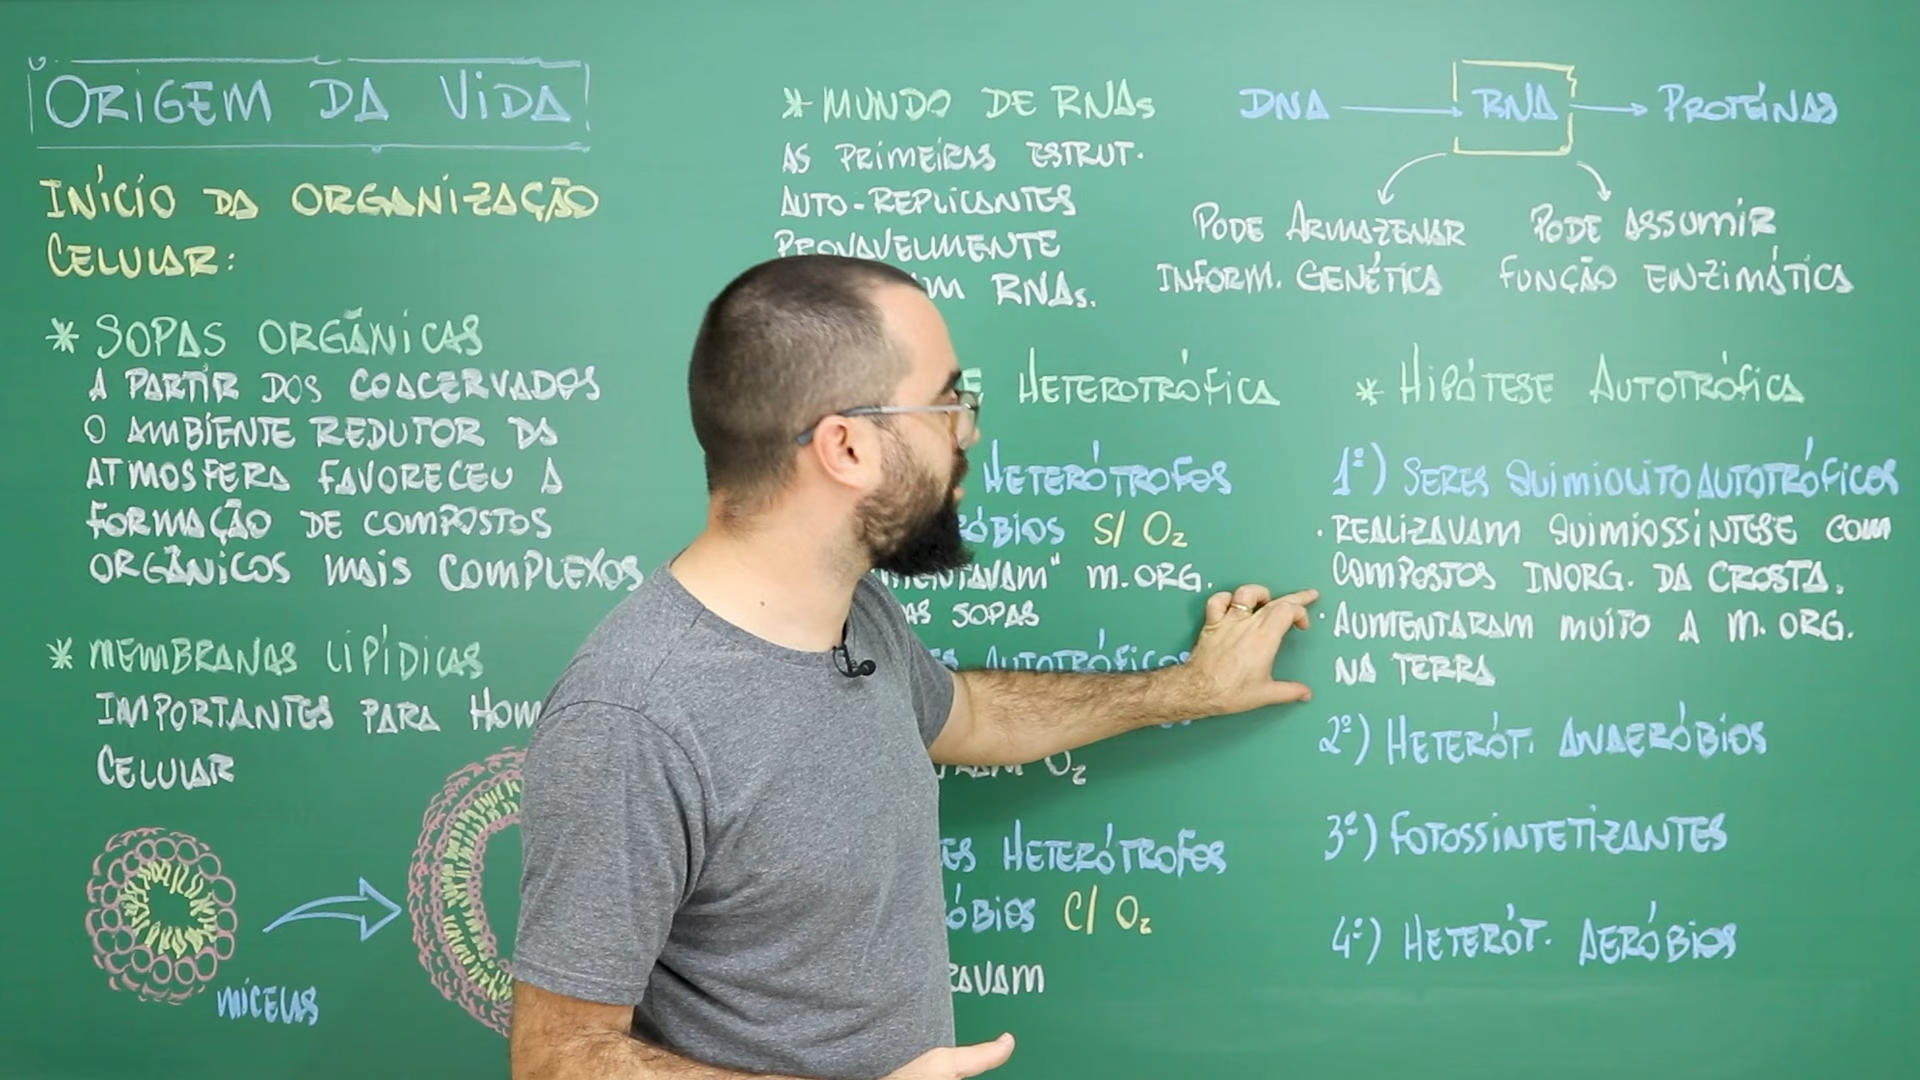 ORIGEM DA VIDA
INÍCIO DA ORGANIZAÇÃO
CELULAR:
* SOPAS ORGÂNICAS
A PARTIR DOS COACERVADOS
O AMBIENTE REDUTOR DA
ATMOSFERA FAVORECEU A
FORMAÇÃO DE COMPOSTOS
ORGÂNICOS MAIS COMPLEXOS
* MEMBRANAS LIPÍDICAS
IMPORTANTES PARA
CELULAR
MICELAS
* MUNDO DE RNAs
AS PRIMEIRAS ESTRUT.
AUTO-REPLICANTES
PROVAVELMENTE
RNAs.
DNA RNA PROTEÍNAS
PODE ARMAZENAR
INFORM. GENÉTICA
PODE ASSUMIR
FUNÇÃO ENZIMÁTICA
HETEROTRÓFICA
HETERÓTROFOS
S/ O₂
M. ORG.
SOPAS
AUTOTRÓFICOS
O₂
HETERÓTROFOS
C/ O₂
* HIPÓTESE AUTOTRÓFICA
1º) SERES QUIMIOLITOAUTOTRÓFICOS
· REALIZAVAM QUIMIOSSÍNTESE COM
COMPOSTOS INORG. DA CROSTA.
· AUMENTARAM MUITO A M. ORG.
NA TERRA
2º) HETERÓT. ANAERÓBIOS
3º) FOTOSSINTETIZANTES
4º) HETERÓT. AERÓBIOS